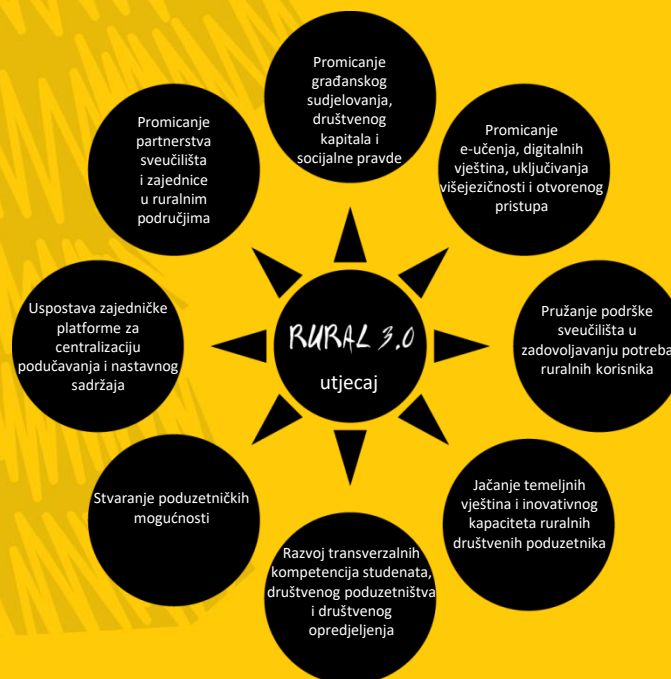 Promicanje
građanskog
sudjelovanja,
društvenog
kapitala i
socijalne pravde
Promicanje
e-učenja, digitalnih
vještina, uključivanja
višejezičnosti i otvorenog
pristupa
Pružanje podrške
sveučilišta u
zadovoljavanju potreba
ruralnih korisnika
Jačanje temeljnih
vještina i inovativnog
kapaciteta ruralnih
društvenih poduzetnika
Razvoj transverzalnih
kompetencija studenata,
društvenog poduzetništva
i društvenog
opredjeljenja
Stvaranje poduzetničkih
mogućnosti
Uspostava zajedničke
platforme za
centralizaciju
podučavanja i nastavnog
sadržaja
Promicanje
partnerstva
sveučilišta
i zajednice
u ruralnim
područjima
RURAL 3.0
utjecaj